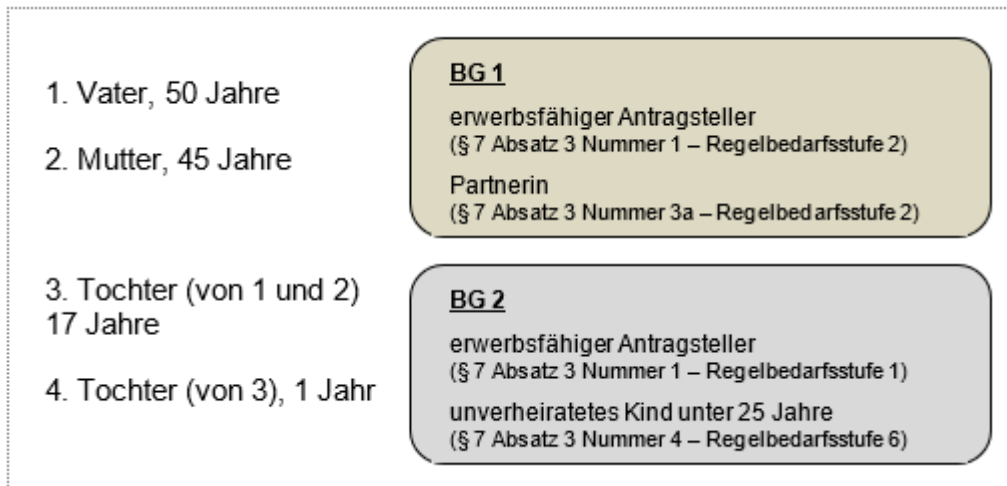 1. Vater, 50 Jahre
2. Mutter, 45 Jahre
BG 1
erwerbsfähiger Antragsteller
(§ 7 Absatz 3 Nummer 1 – Regelbedarfsstufe 2)
Partnerin
(§ 7 Absatz 3 Nummer 3a – Regelbedarfsstufe 2)
3. Tochter (von 1 und 2)
17 Jahre
4. Tochter (von 3), 1 Jahr
BG 2
erwerbsfähiger Antragsteller
(§ 7 Absatz 3 Nummer 1 – Regelbedarfsstufe 1)
unverheiratetes Kind unter 25 Jahre
(§ 7 Absatz 3 Nummer 4 – Regelbedarfsstufe 6)